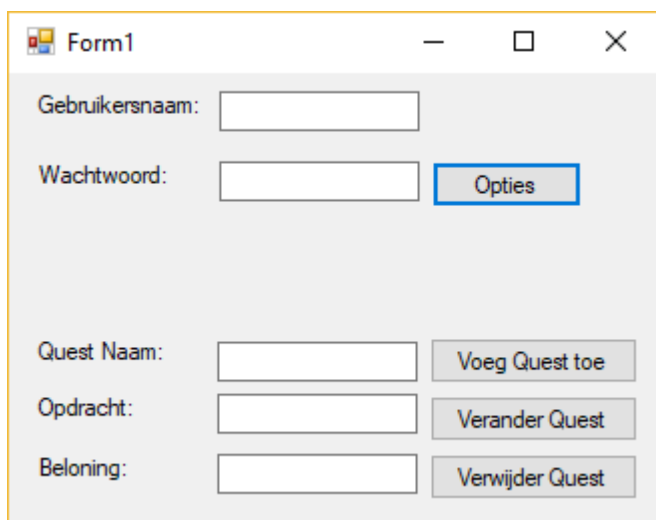 Form1
Gebruikersnaam:
Wachtwoord: Opties
Quest Naam: Voeg Quest toe
Opdracht: Verander Quest
Beloning: Verwijder Quest